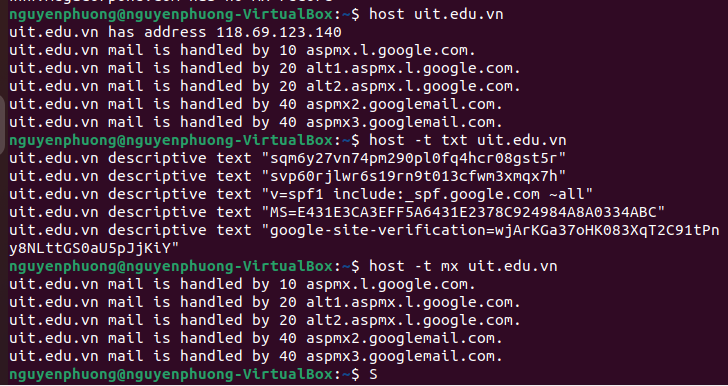 nguyenphuong@nguyenphuong-VirtualBox:~$ host uit.edu.vn
uit.edu.vn has address 118.69.123.140
uit.edu.vn mail is handled by 10 aspmx.l.google.com.
uit.edu.vn mail is handled by 20 alt1.aspmx.l.google.com.
uit.edu.vn mail is handled by 20 alt2.aspmx.l.google.com.
uit.edu.vn mail is handled by 40 aspmx2.googlemail.com.
uit.edu.vn mail is handled by 40 aspmx3.googlemail.com.
nguyenphuong@nguyenphuong-VirtualBox:~$ host -t txt uit.edu.vn
uit.edu.vn descriptive text "sqm6y27vn74pm290pl0fq4hcr08gst5r"
uit.edu.vn descriptive text "svp60rjlwr6s19rn9t013cfwm3xmqx7h"
uit.edu.vn descriptive text "v=spf1 include:_spf.google.com ~all"
uit.edu.vn descriptive text "MS=E431E3CA3EFF5A6431E2378C924984A8A0334ABC"
uit.edu.vn descriptive text "google-site-verification=wjArKGa37oHK083XqT2C91tPn
y8NLttGS0aU5pJjKiY"
nguyenphuong@nguyenphuong-VirtualBox:~$ host -t mx uit.edu.vn
uit.edu.vn mail is handled by 10 aspmx.l.google.com.
uit.edu.vn mail is handled by 20 alt1.aspmx.l.google.com.
uit.edu.vn mail is handled by 20 alt2.aspmx.l.google.com.
uit.edu.vn mail is handled by 40 aspmx2.googlemail.com.
uit.edu.vn mail is handled by 40 aspmx3.googlemail.com.
nguyenphuong@nguyenphuong-VirtualBox:~$ S